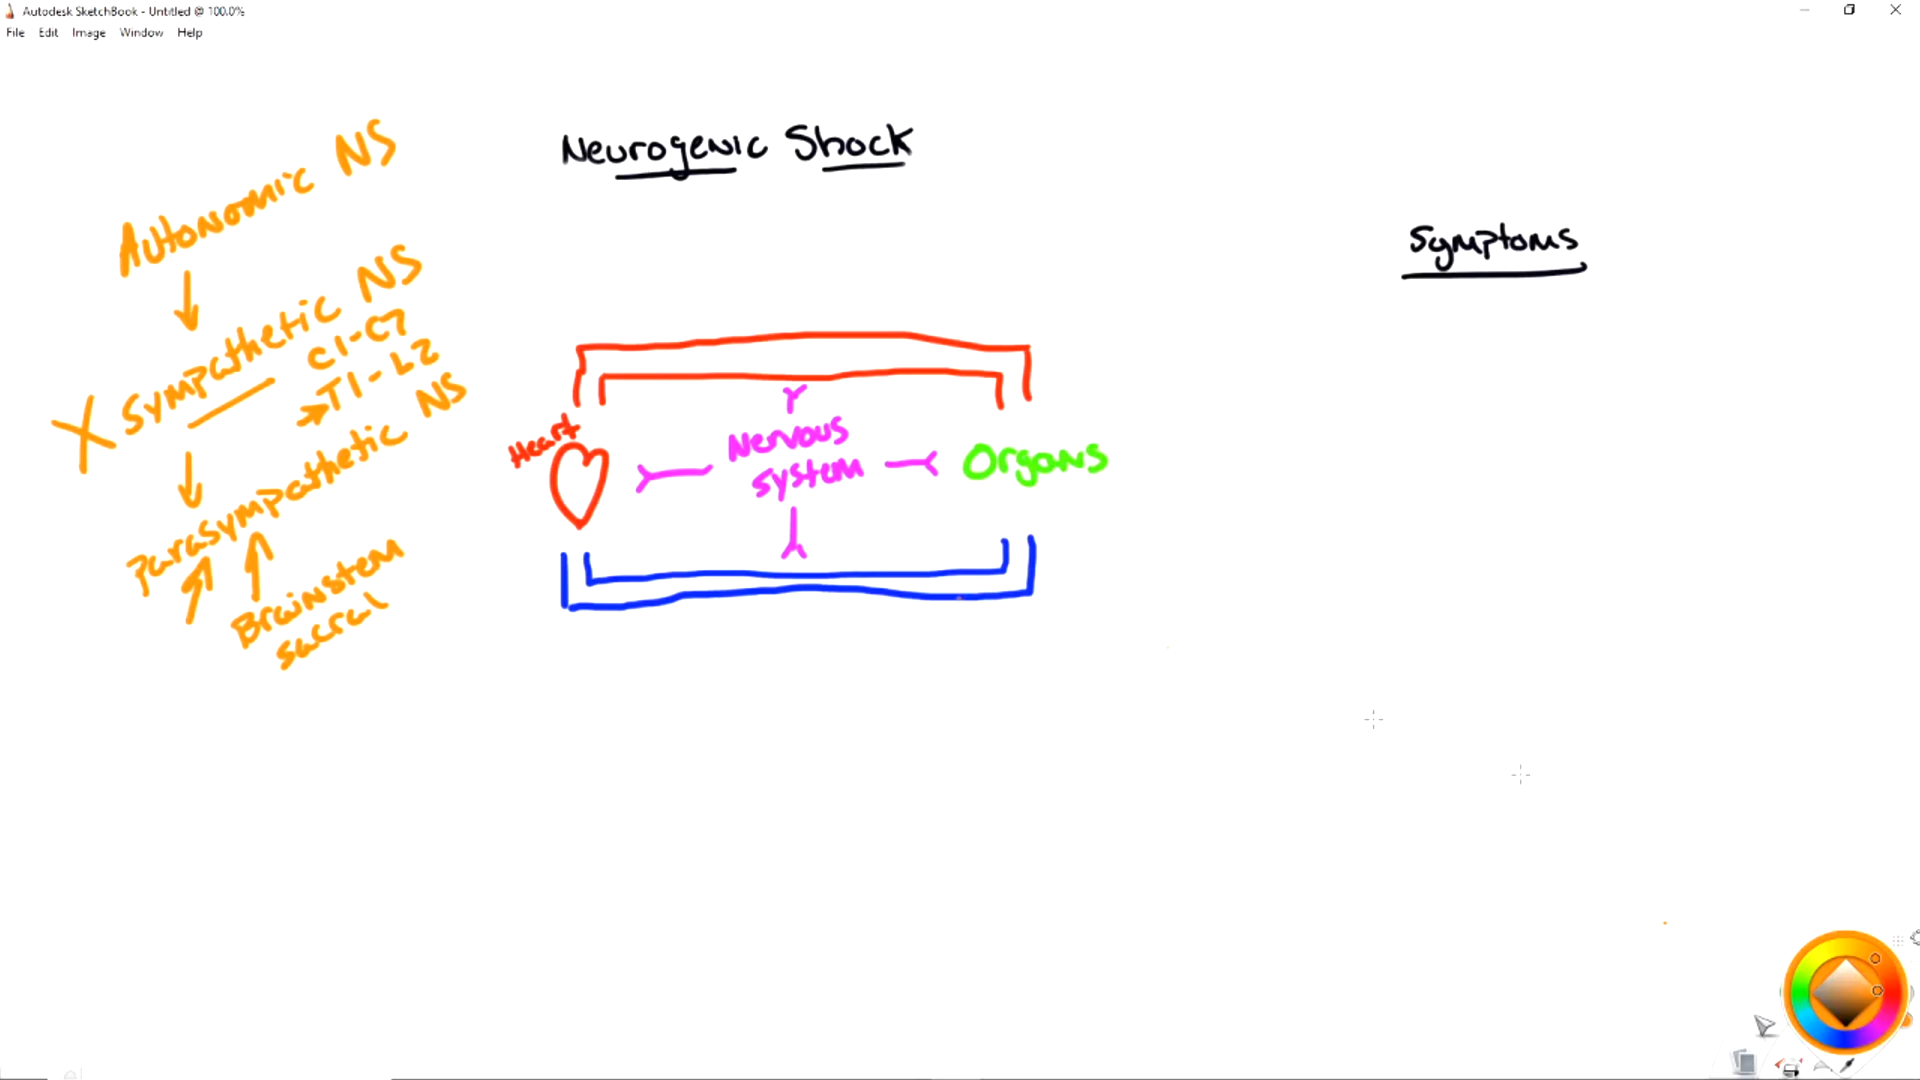 Autodesk SketchBook - Untitled @ 100.0%
File Edit Image Window Help
Neurogenic Shock
Autonomic NS
Sympathetic NS
C1-C7
T1-L2
Parasympathetic NS
Brainstem
sacral
Heart
Nervous
system
Organs
Symptoms